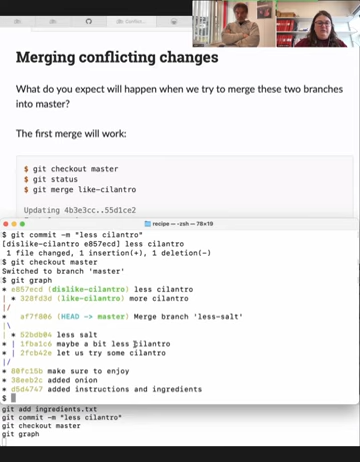 Merging conflicting changes
What do you expect will happen when we try to merge these two branches
into master?
The first merge will work:
$ git checkout master
$ git status
$ git merge like-cilantro
Updating 4b3e3cc..55d1ce2
recipe — -zsh — 78×19
$ git commit -m "less cilantro"
[dislike-cilantro e857ecd] less cilantro
1 file changed, 1 insertion(+), 1 deletion(-)
$ git checkout master
Switched to branch 'master'
$ git graph
* e857ecd (dislike-cilantro) less cilantro
| * 328fd3d (like-cilantro) more cilantro
|/
* af7f806 (HEAD -> master) Merge branch 'less-salt'
|\
| * 52bdb04 less salt
* | 1fba1c6 maybe a bit less cilantro
* | 2fcb42e let us try some cilantro
|/
* 80fc15b make sure to enjoy
* 38eeb2c added onion
* d5d4747 added instructions and ingredients
$
git add ingredients.txt
git commit -m "less cilantro"
git checkout master
git graph